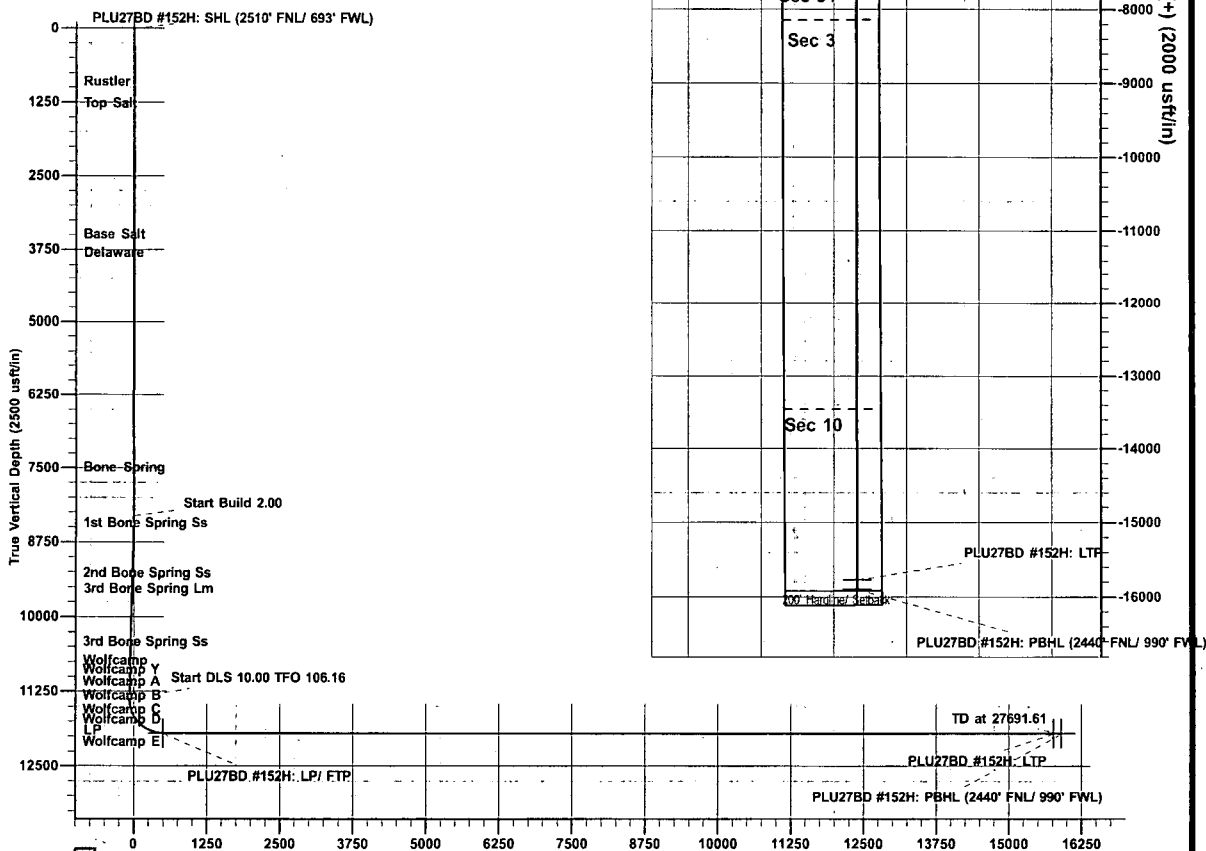 PLU27BD #152H: SHL (2510' FNL/ 693' FWL)
0
Rustler
1250
Top Salt
2500
Base Salt
3750
Delaware
5000
6250
7500
Bone Spring
Start Build 2.00
1st Bone Spring Ss
8750
2nd Bone Spring Ss
3rd Bone Spring Lm
10000
3rd Bone Spring Ss
Wolfcamp
Wolfcamp Y
Wolfcamp A
Start DLS 10.00 TFO 106.16
11250
Wolfcamp B
Wolfcamp C
Wolfcamp D
LP
Wolfcamp E
12500
PLU27BD #152H: LP/ FTP
TD at 27691.61
PLU27BD #152H: LTP
PLU27BD #152H: PBHL (2440' FNL/ 990' FWL)
0 1250 2500 3750 5000 6250 7500 8750 10000 11250 12500 13750 15000 16250
True Vertical Depth (2500 usft/in)
Sec 3
Sec 10
PLU27BD #152H: LTP
200' Hardline/ Setback
PLU27BD #152H: PBHL (2440' FNL/ 990' FWL)
-8000
-9000
-10000
-11000
-12000
-13000
-14000
-15000
-16000
+) (2000 usft/in)